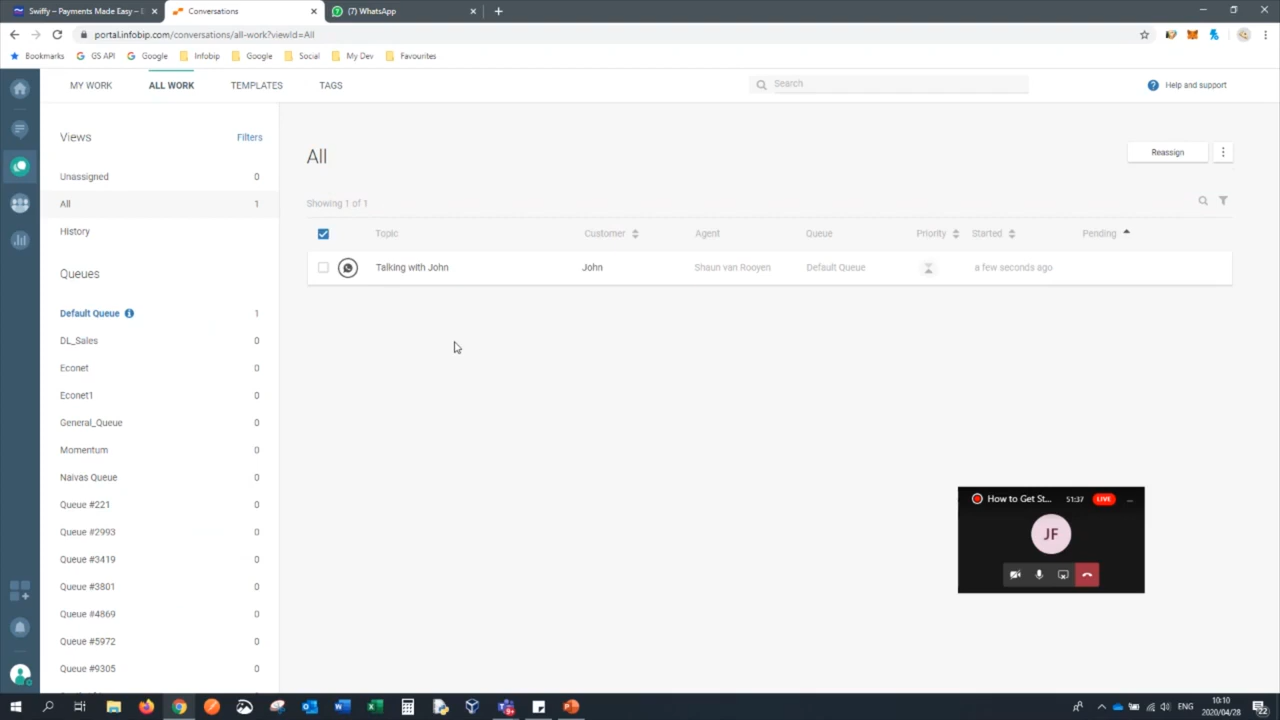 Swiffy – Payments Made Easy – E
Conversations
(7) WhatsApp
portal.infobip.com/conversations/all-work?viewId=All
Bookmarks GS API Google Infobip Google Social My Dev Favourites
MY WORK ALL WORK TEMPLATES TAGS
Search
Help and support
Views Filters
Unassigned 0
All 1
History
Queues
Default Queue 1
DL_Sales 0
Econet 0
Econet1 0
General_Queue 0
Momentum 0
Naivas Queue 0
Queue #221 0
Queue #2993 0
Queue #3419 0
Queue #3801 0
Queue #4869 0
Queue #5972 0
Queue #9305 0
All
Reassign
Showing 1 of 1
Topic Customer Agent Queue Priority Started Pending
Talking with John John Shaun van Rooyen Default Queue a few seconds ago
How to Get St... 51:37 LIVE
JF
ENG
10:10
2020/04/28
22